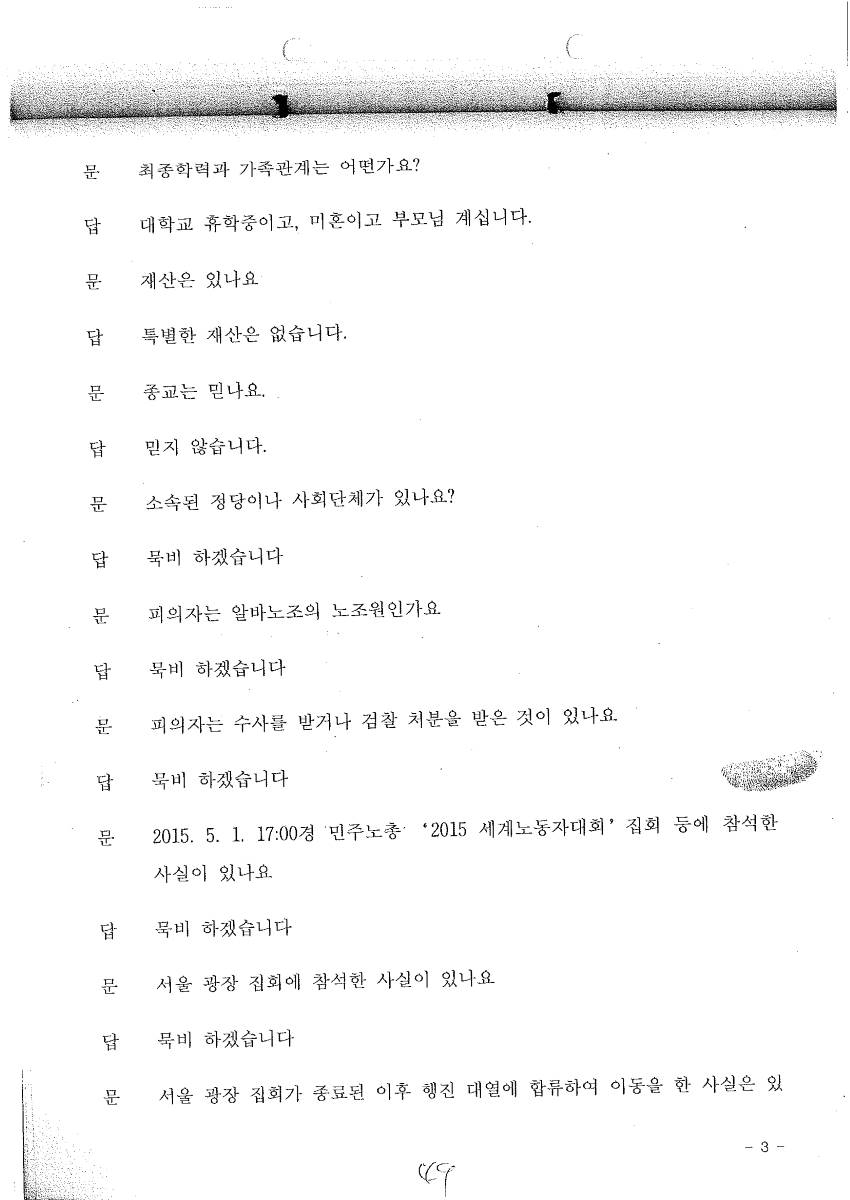 문 최종학력과 가족관계는 어떤가요?
답 대학교 휴학중이고, 미혼이고 부모님 계십니다.
문 재산은 있나요
답 특별한 재산은 없습니다.
문 종교는 믿나요.
답 믿지 않습니다.
문 소속된 정당이나 사회단체가 있나요?
답 묵비 하겠습니다
문 피의자는 알바노조의 노조원인가요
답 묵비 하겠습니다
문 피의자는 수사를 받거나 검찰 처분을 받은 것이 있나요
답 묵비 하겠습니다
문 2015. 5. 1. 17:00경 민주노총 ‘2015 세계노동자대회’ 집회 등에 참석한
사실이 있나요
답 묵비 하겠습니다
문 서울 광장 집회에 참석한 사실이 있나요
답 묵비 하겠습니다
문 서울 광장 집회가 종료된 이후 행진 대열에 합류하여 이동을 한 사실은 있
- 3 -